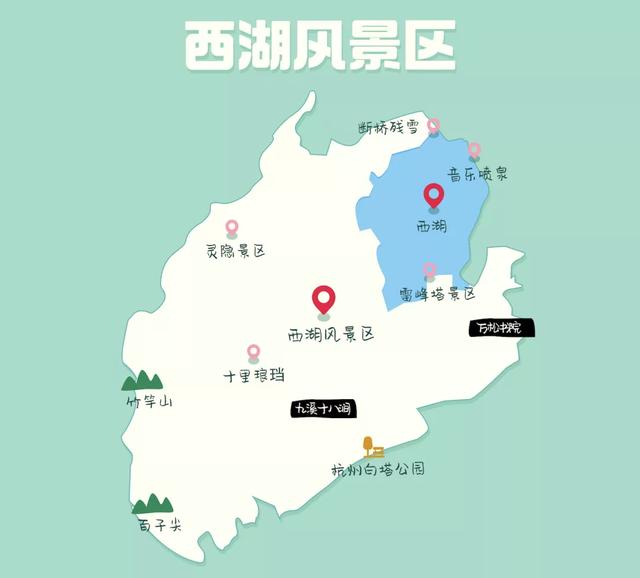 西湖风景区
断桥残雪
音乐喷泉
西湖
灵隐景区
雷峰塔景区
万松书院
西湖风景区
十里琅珰
竹竿山
九溪十八涧
杭州白塔公园
百子尖